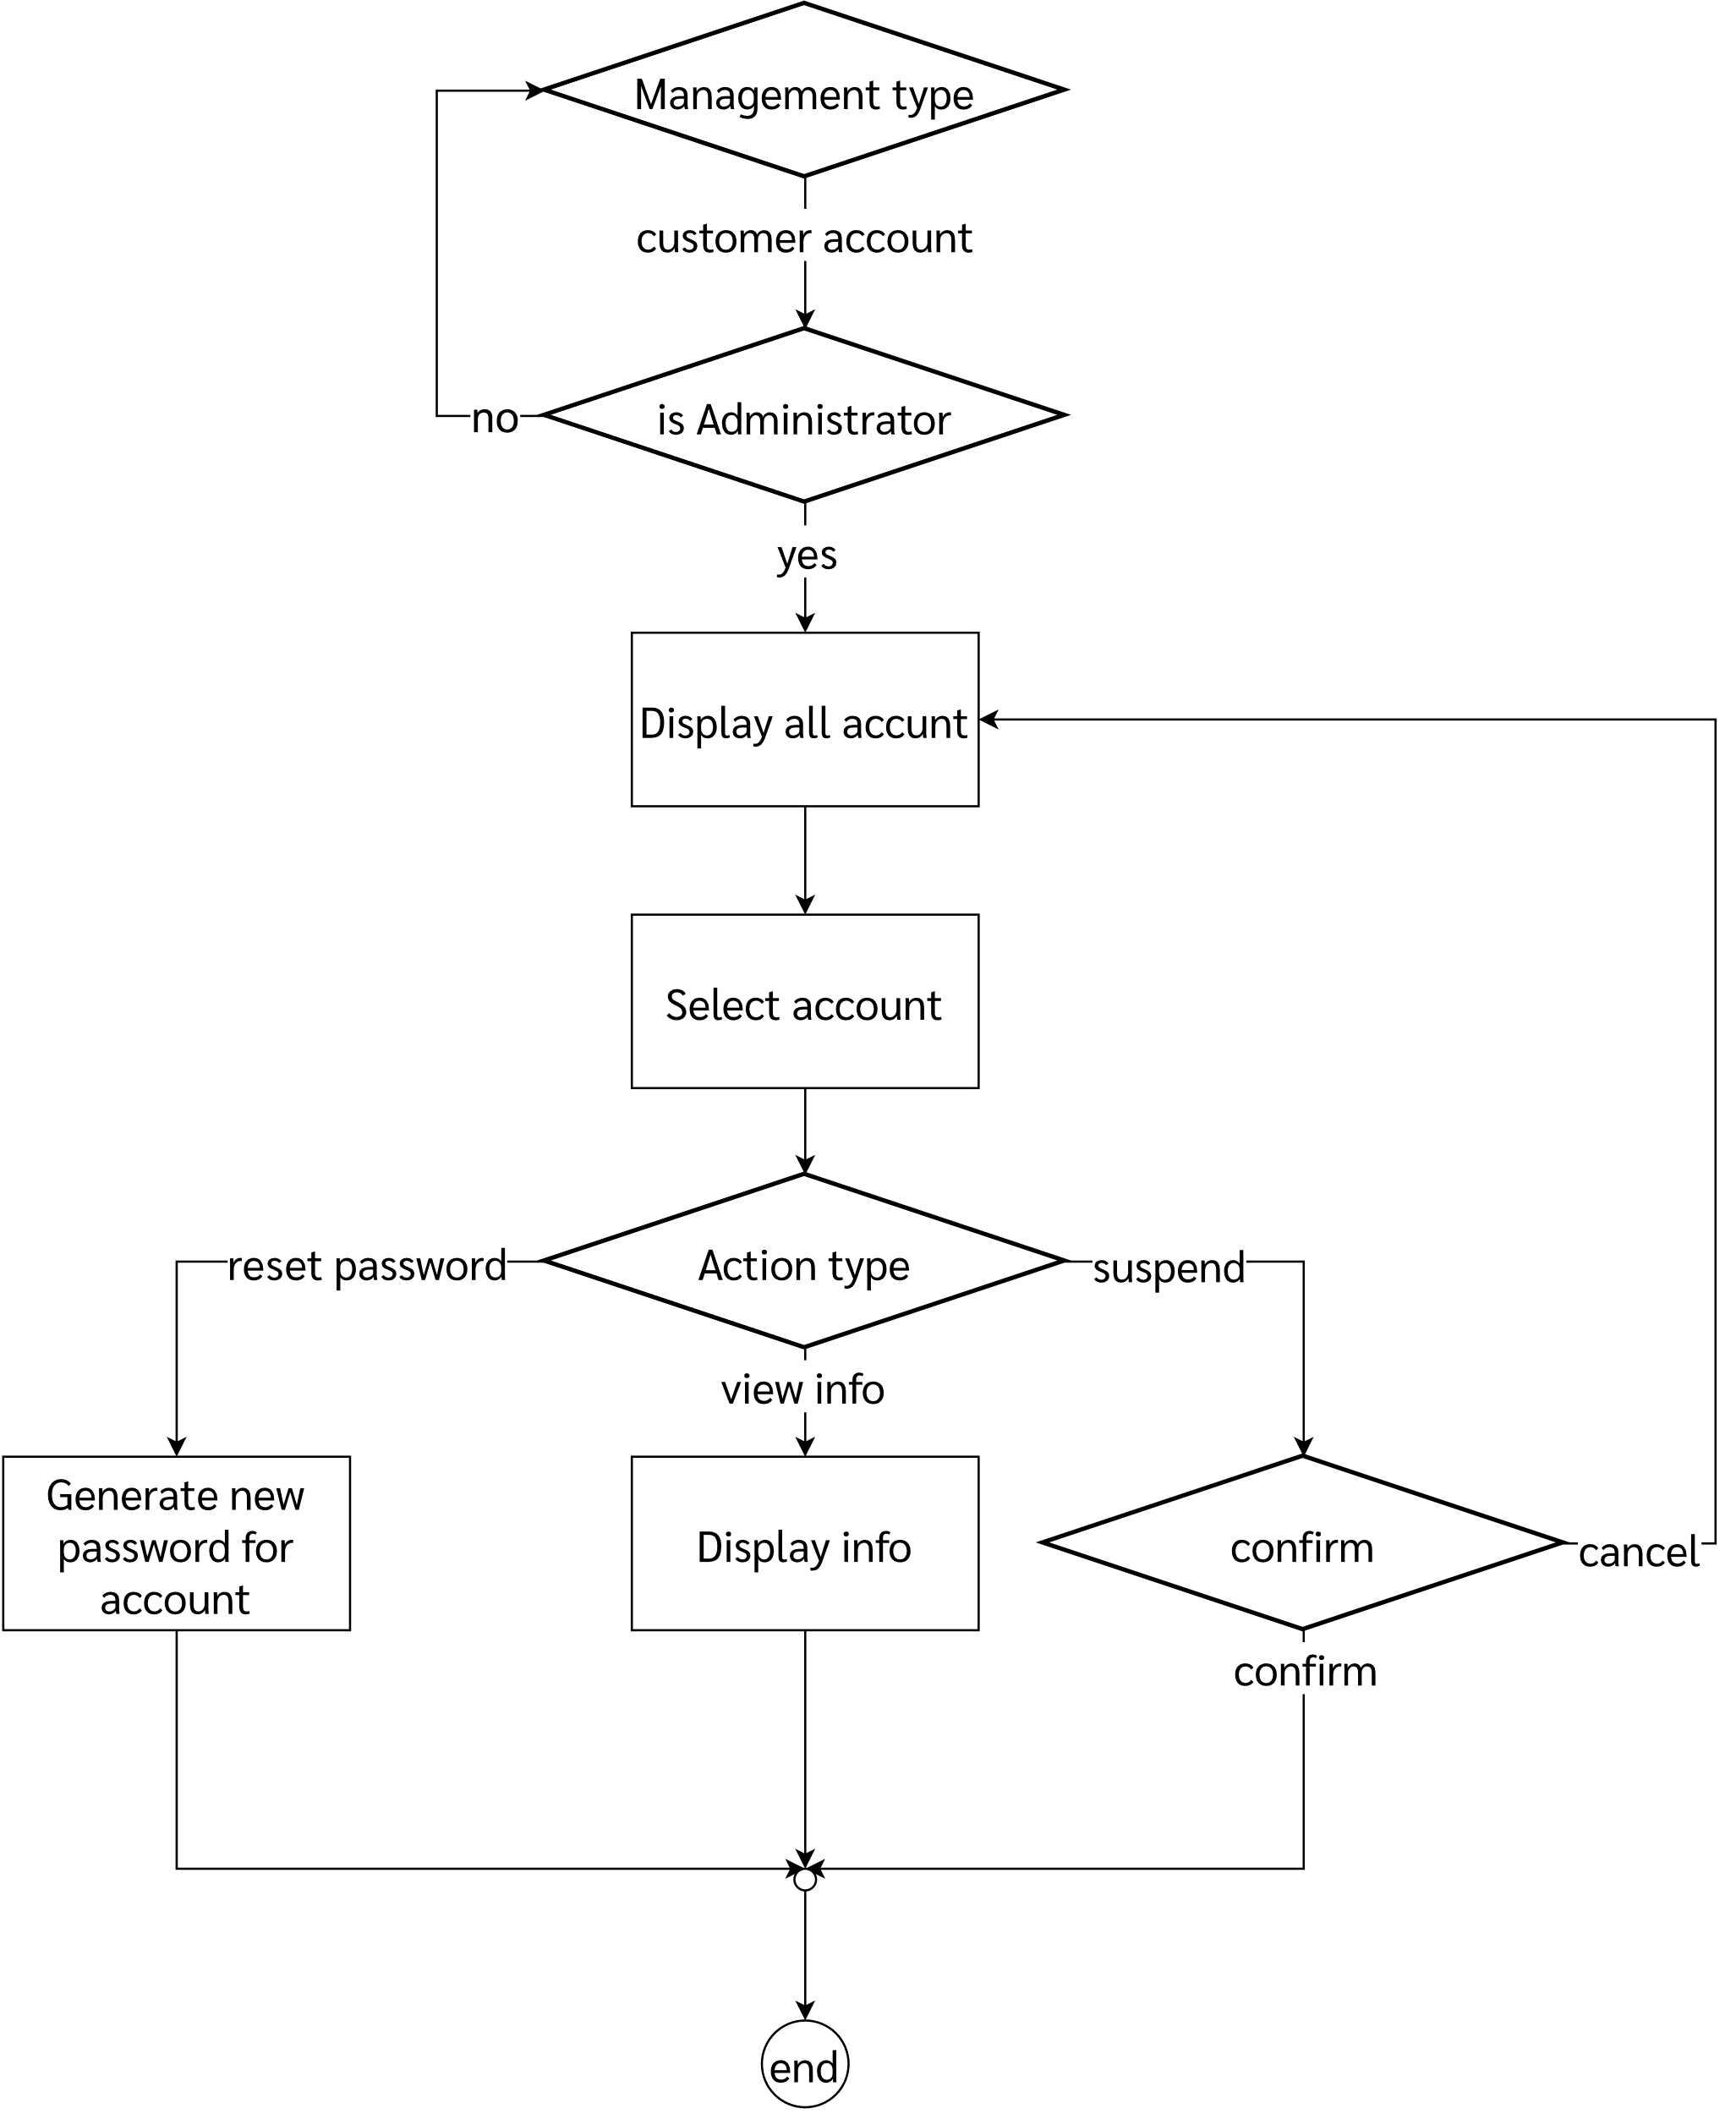 Management type
customer account
no
is Administrator
yes
Display all accunt
Select account
reset password
Action type
suspend
view info
Generate new
password for
account
Display info
confirm
cancel
confirm
end